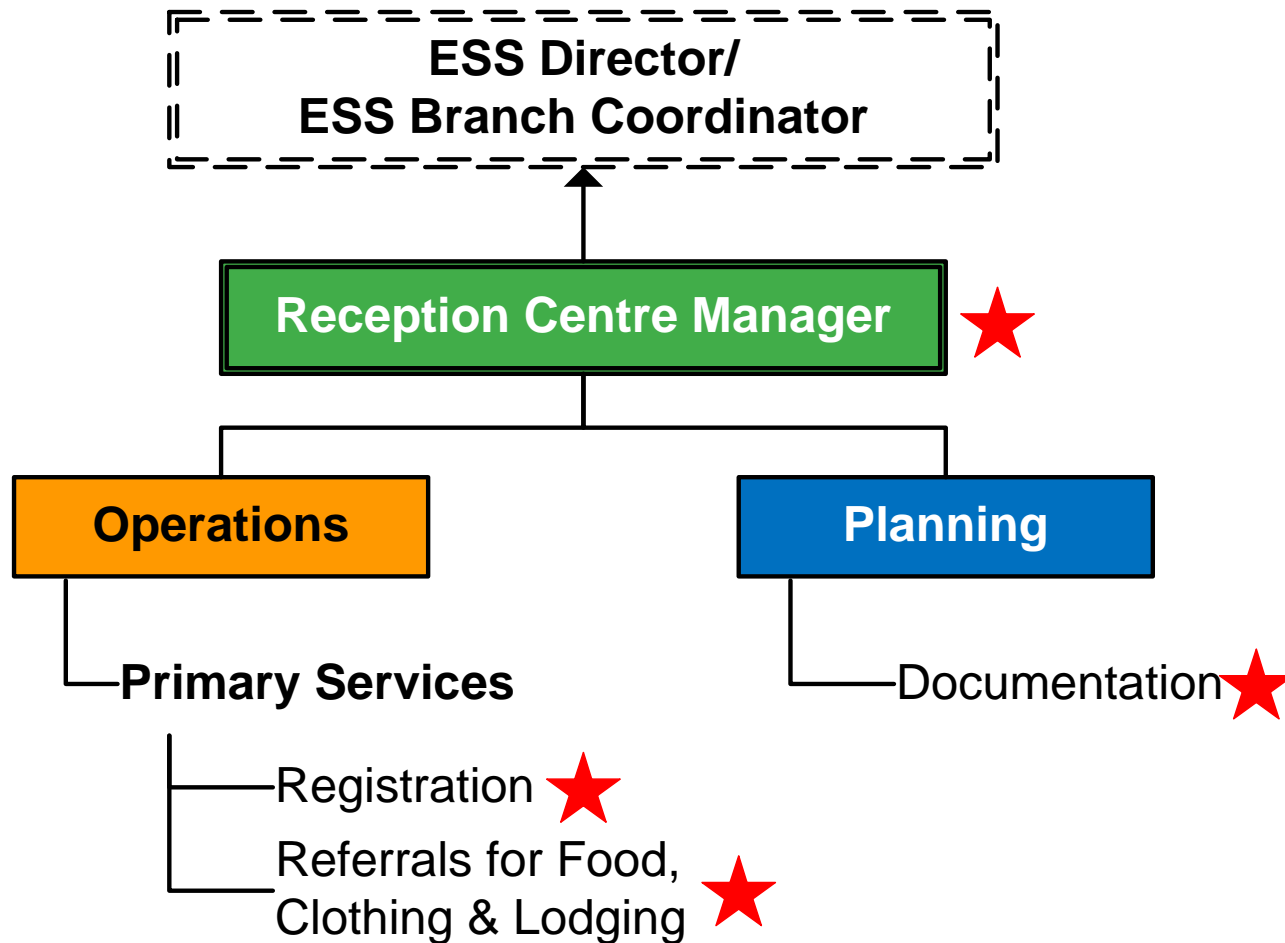 ESS Director/
ESS Branch Coordinator
Reception Centre Manager
Operations
Planning
Primary Services
Documentation
Registration
Referrals for Food,
Clothing & Lodging